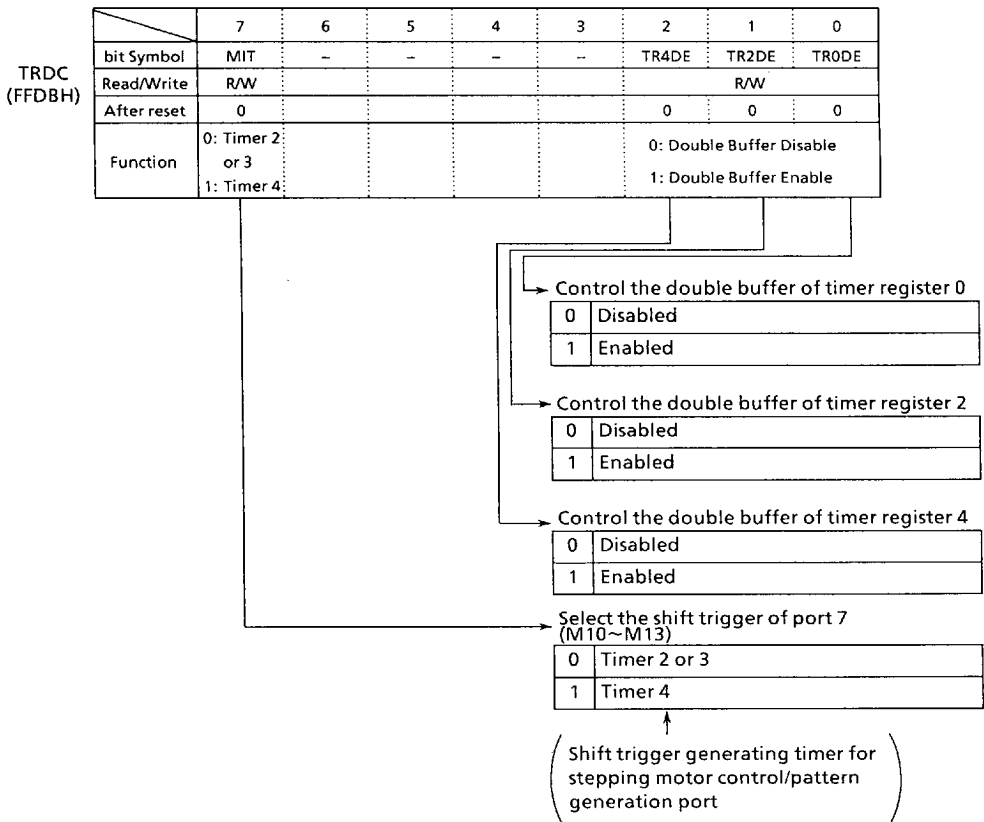 7 6 5 4 3 2 1 0
TRDC
(FFDBH)
bit Symbol MIT – – – – TR4DE TR2DE TR0DE
Read/Write R/W R/W
After reset 0 0 0 0
Function
0: Timer 2
or 3
1: Timer 4
0: Double Buffer Disable
1: Double Buffer Enable
Control the double buffer of timer register 0
0 Disabled
1 Enabled
Control the double buffer of timer register 2
0 Disabled
1 Enabled
Control the double buffer of timer register 4
0 Disabled
1 Enabled
Select the shift trigger of port 7
(M10~M13)
0 Timer 2 or 3
1 Timer 4
Shift trigger generating timer for
stepping motor control/pattern
generation port